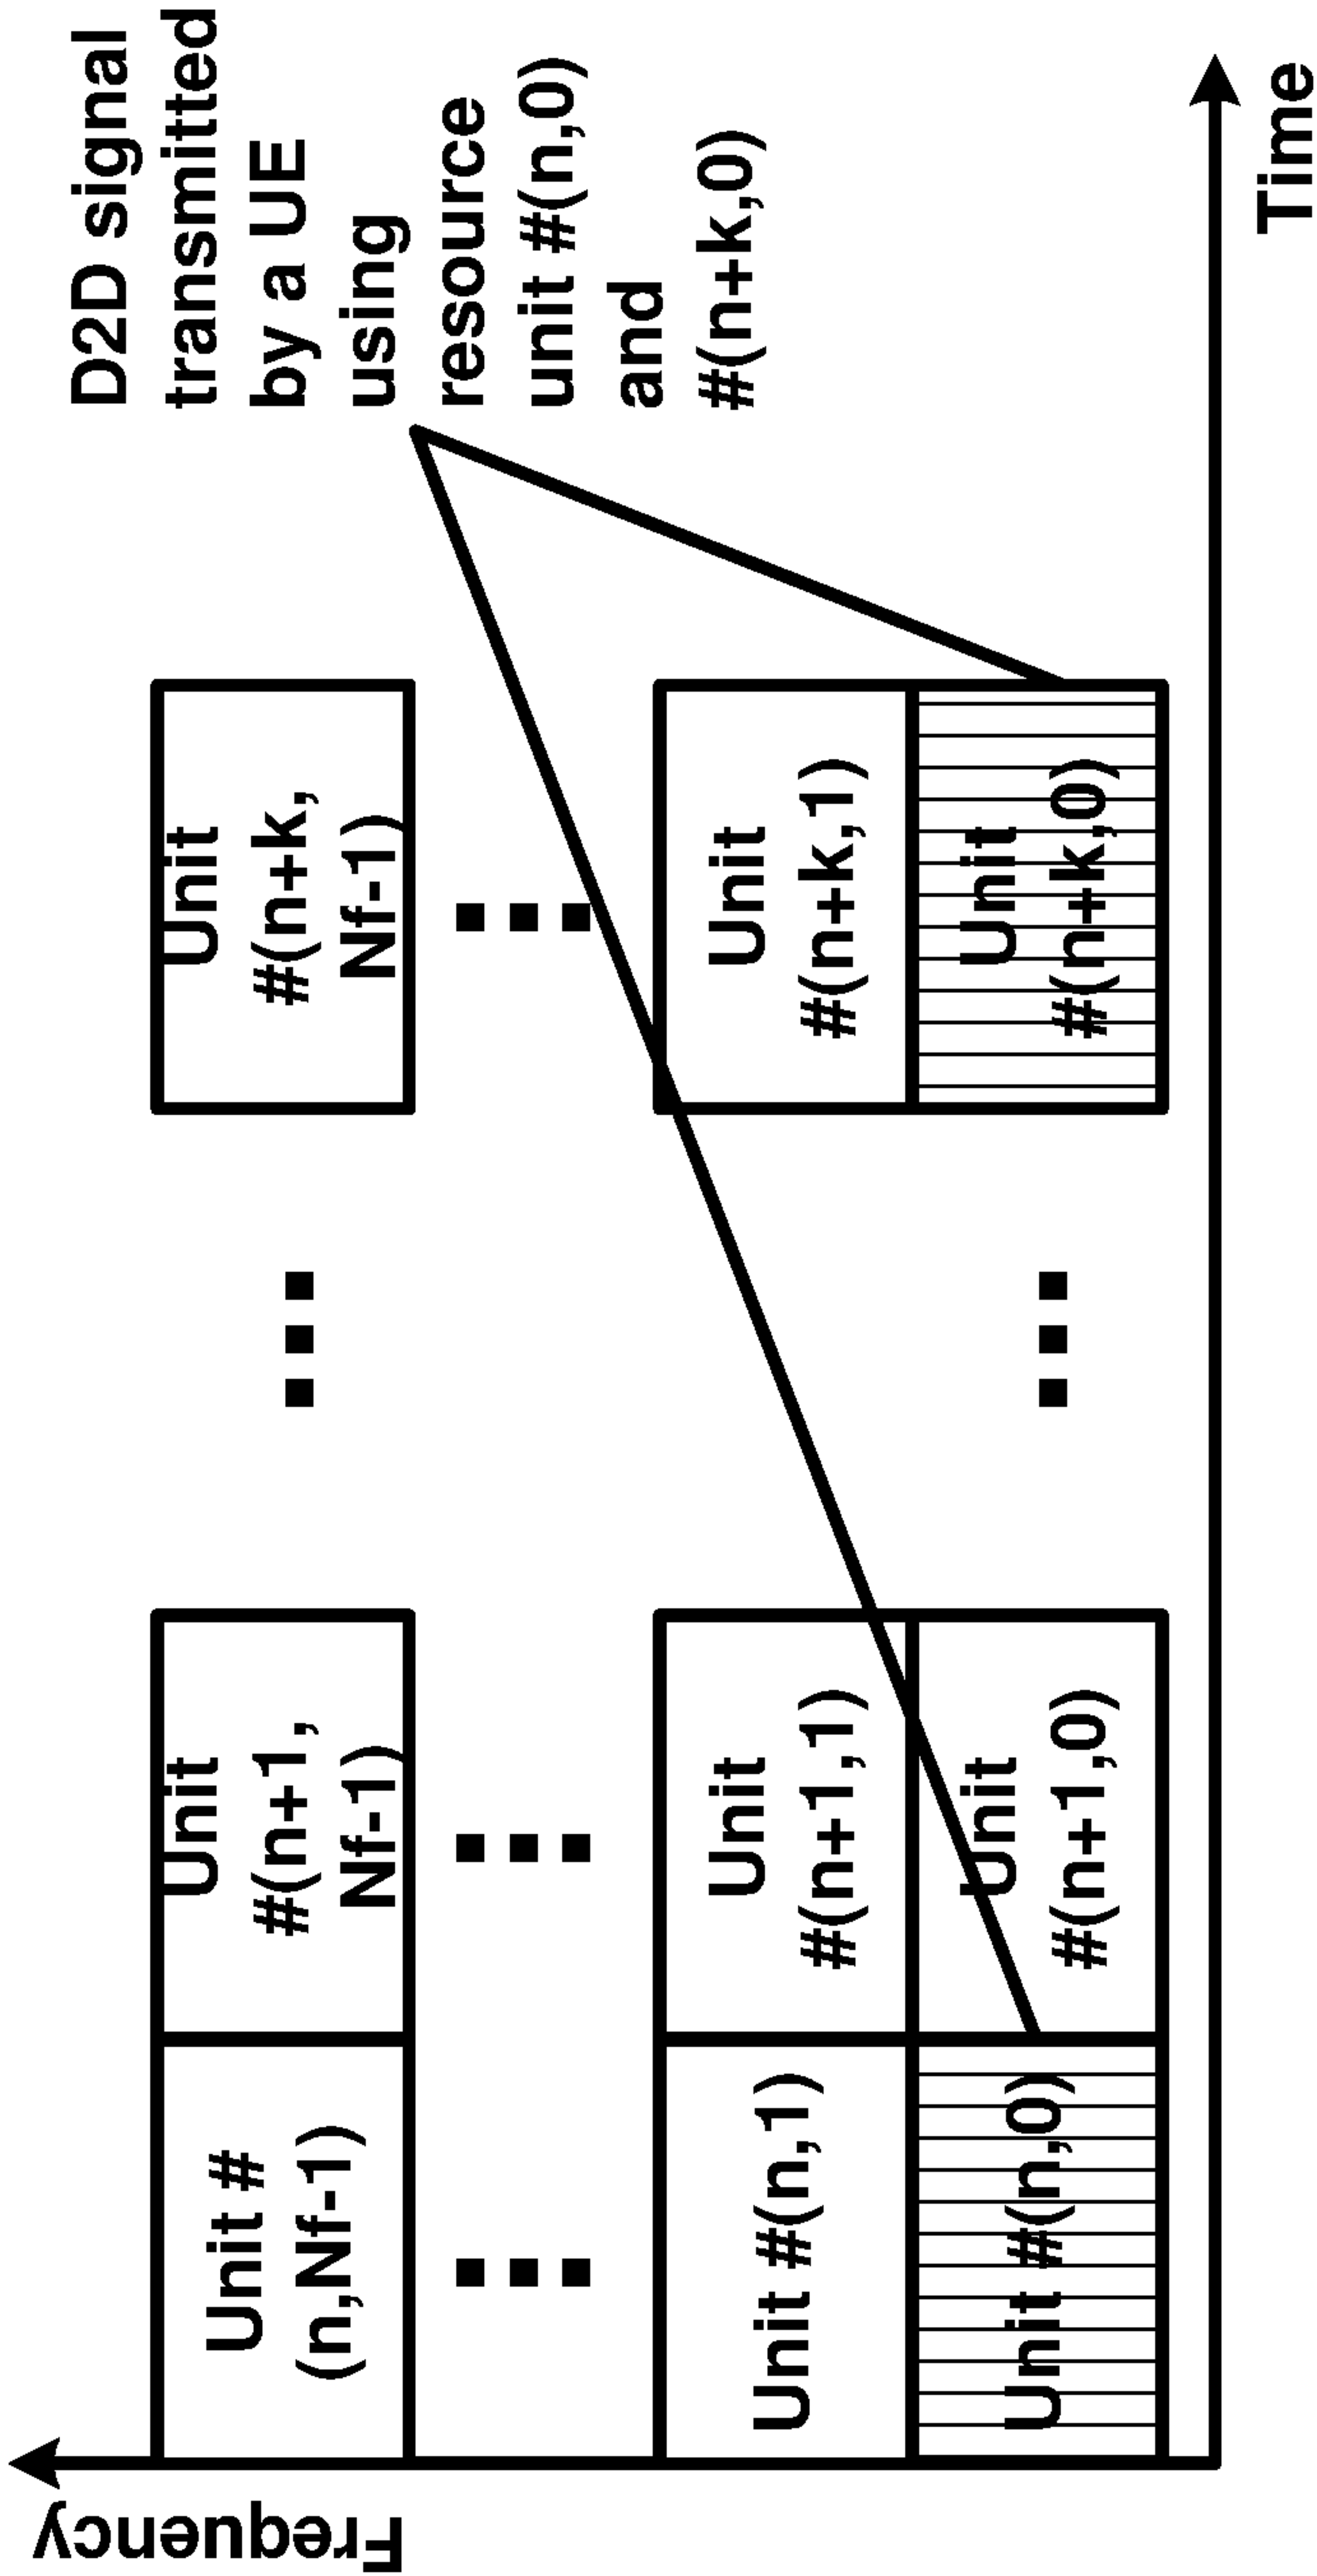 Frequency
Unit #
(n,Nf-1)
Unit
#(n+1,
Nf-1)
Unit
#(n+k,
Nf-1)
D2D signal
transmitted
by a UE
using
resource
unit #(n,0)
and
#(n+k,0)
Unit #(n,1)
Unit
#(n+1,1)
Unit
#(n+k,1)
Unit #(n,0)
Unit
#(n+1,0)
Unit
#(n+k,0)
Time